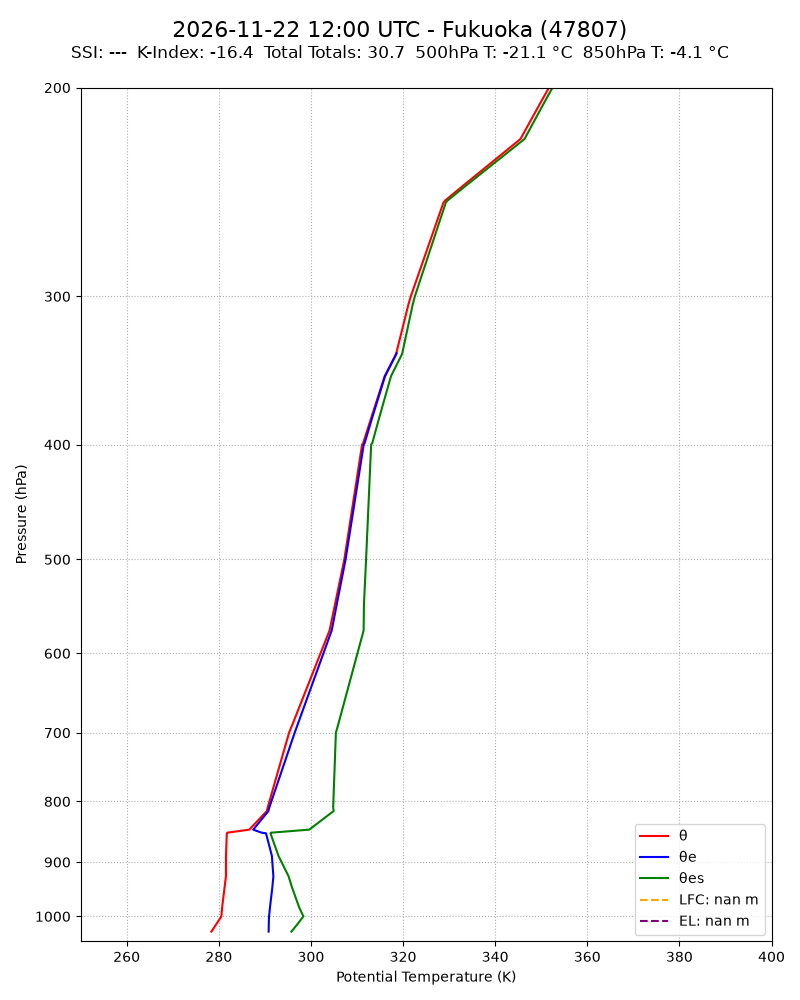 2026-11-22 12:00 UTC - Fukuoka (47807)
SSI: ---  K-Index: -16.4  Total Totals: 30.7  500hPa T: -21.1 °C  850hPa T: -4.1 °C
200
300
400
500
600
700
800
900
1000
Pressure (hPa)
θ
θe
θes
LFC: nan m
EL: nan m
260 280 300 320 340 360 380 400
Potential Temperature (K)